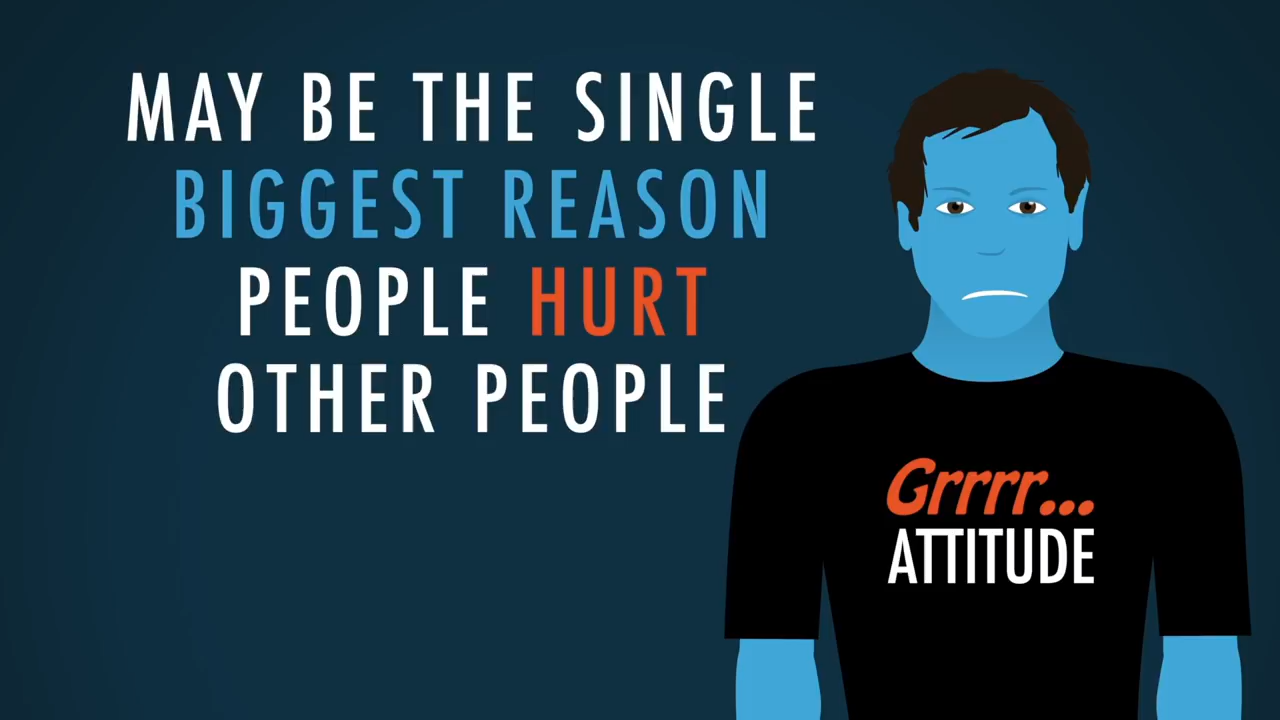 MAY BE THE SINGLE
BIGGEST REASON
PEOPLE HURT
OTHER PEOPLE
Grrrr...
ATTITUDE